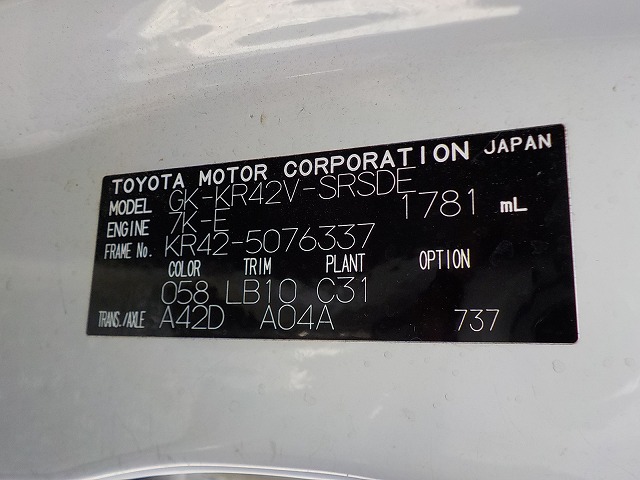 TOYOTA MOTOR CORPORATION JAPAN
MODEL GK-KR42V-SRSDE
ENGINE 7K-E 1781 mL
FRAME No. KR42-5076337
COLOR TRIM PLANT OPTION
058 LB10 C31
TRANS./AXLE A42D A04A 737